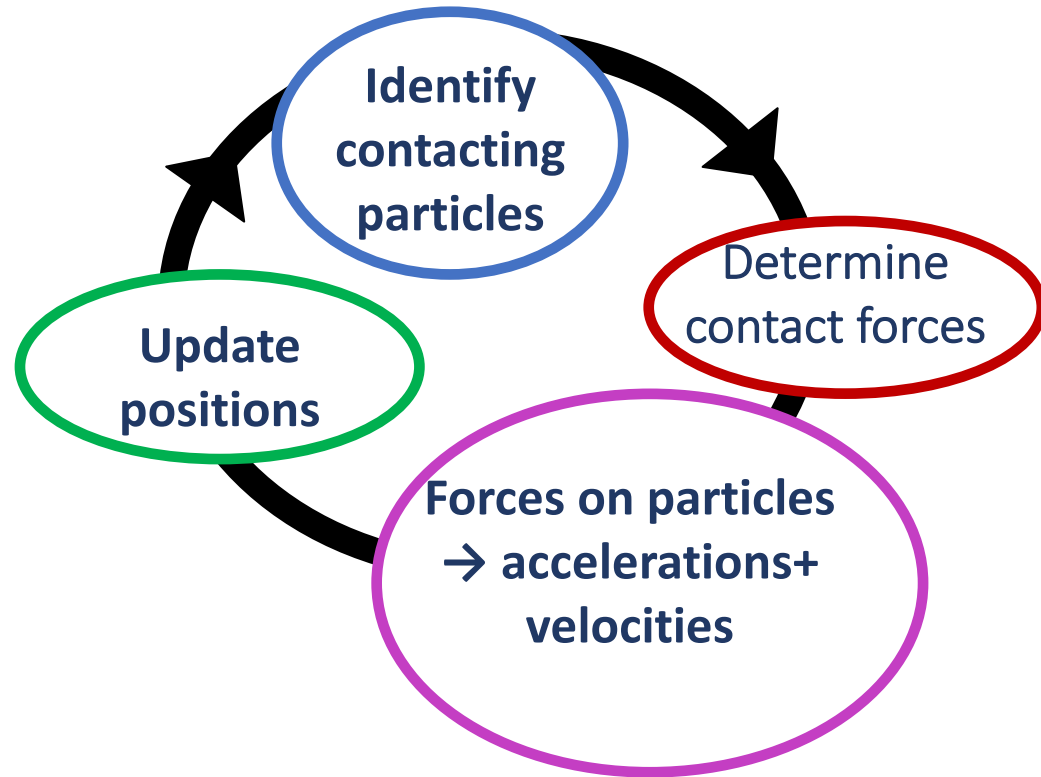 Identify
contacting
particles
Determine
contact forces
Forces on particles
→ accelerations+
velocities
Update
positions